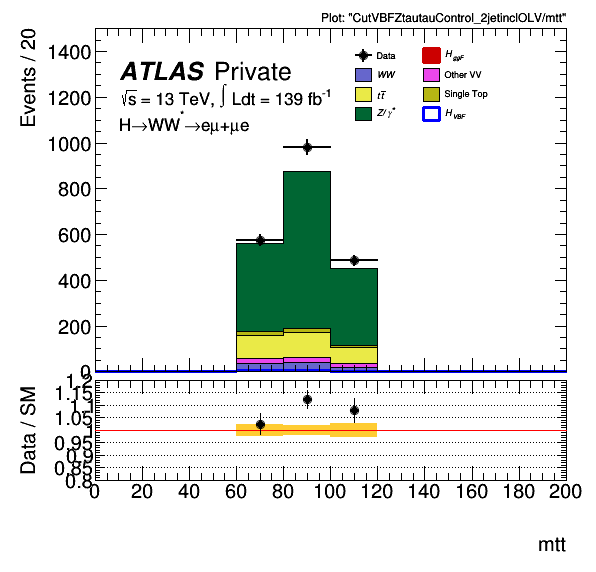 Plot: "CutVBFZtautauControl_2jetinclOLV/mtt"
Events / 20
1400
1200
1000
800
600
400
200
0
ATLAS Private
√s = 13 TeV, ∫ Ldt = 139 fb⁻¹
H→WW*→eμ+μe
Data
H ggF
WW
Other VV
tt̅
Single Top
Z/γ*
H VBF
Data / SM
1.2
1.15
1.1
1.05
1
0.95
0.9
0.85
0.8
0 20 40 60 80 100 120 140 160 180 200
mtt